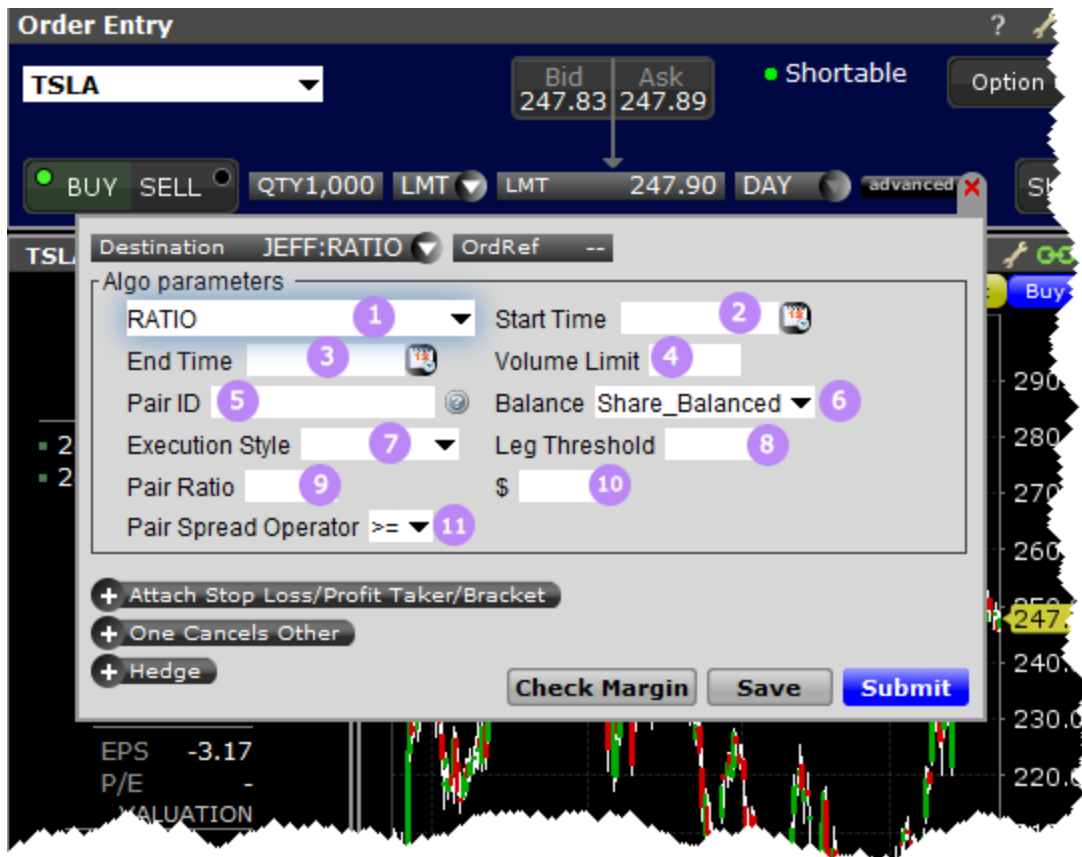 Order Entry ?
TSLA
Bid Ask
247.83 247.89
Shortable
Option
BUY SELL QTY 1,000 LMT LMT 247.90 DAY advanced
TSL
Destination JEFF:RATIO OrdRef --
Buy
Algo parameters
RATIO 1 Start Time 2
End Time 3 Volume Limit 4
Pair ID 5 Balance Share_Balanced 6
Execution Style 7 Leg Threshold 8
Pair Ratio 9 $ 10
Pair Spread Operator >= 11
+ Attach Stop Loss/Profit Taker/Bracket
+ One Cancels Other
+ Hedge
Check Margin Save Submit
290
280
270
260
247.
240.
230.0
220.
EPS -3.17
P/E -
VALUATION